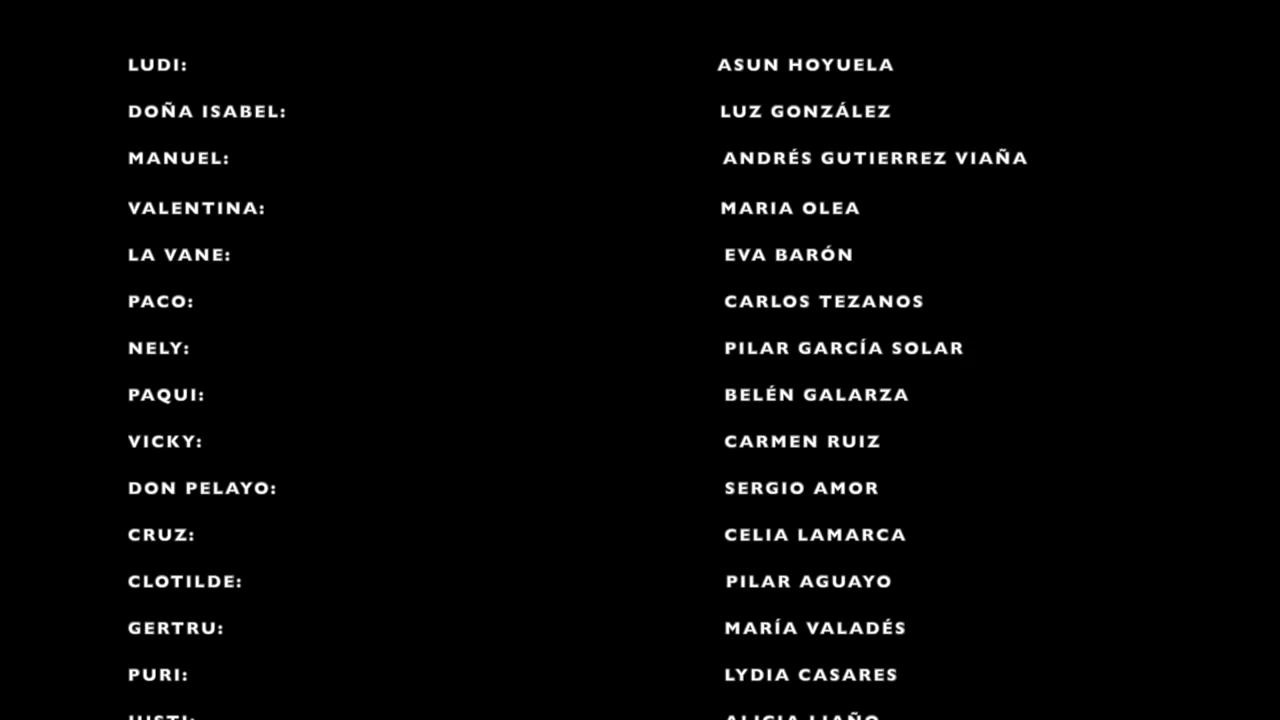 LUDI: ASUN HOYUELA
DOÑA ISABEL: LUZ GONZÁLEZ
MANUEL: ANDRÉS GUTIERREZ VIAÑA
VALENTINA: MARIA OLEA
LA VANE: EVA BARÓN
PACO: CARLOS TEZANOS
NELY: PILAR GARCÍA SOLAR
PAQUI: BELÉN GALARZA
VICKY: CARMEN RUIZ
DON PELAYO: SERGIO AMOR
CRUZ: CELIA LAMARCA
CLOTILDE: PILAR AGUAYO
GERTRU: MARÍA VALADÉS
PURI: LYDIA CASARES